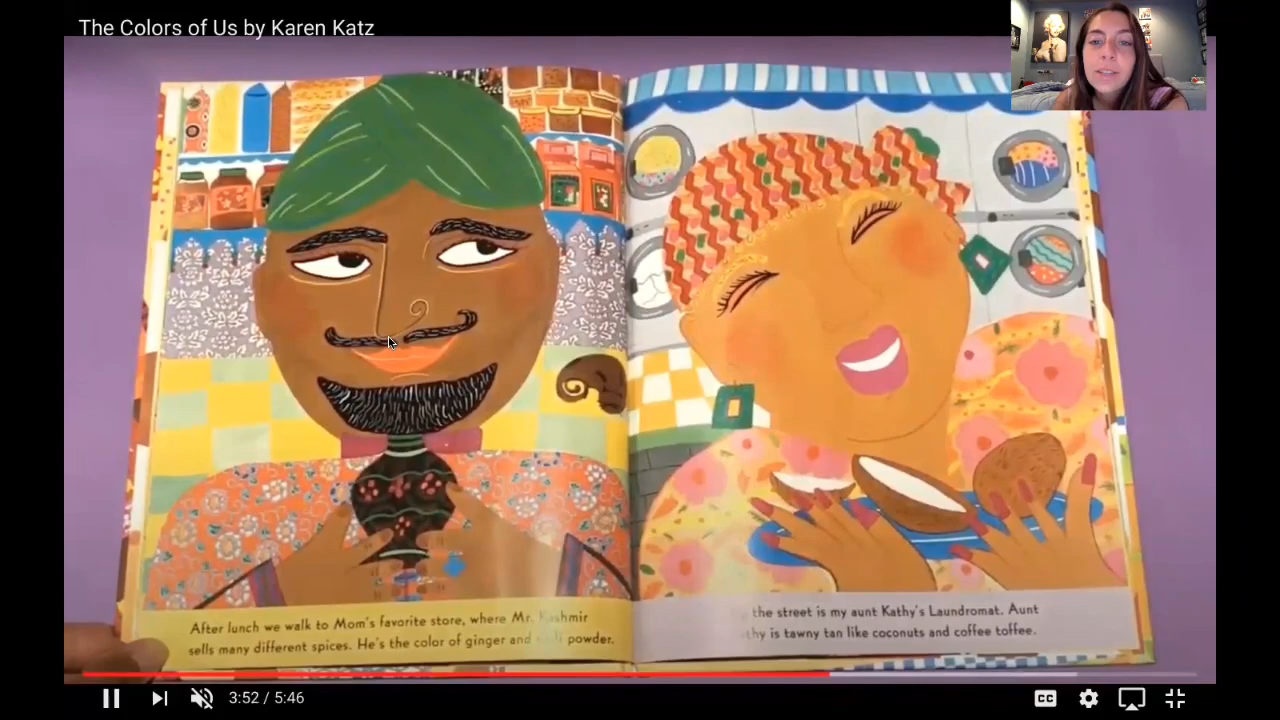 The Colors of Us by Karen Katz
After lunch we walk to Mom's favorite store, where Mr.
sells many different spices. He's the color of ginger and powder.
the street is my aunt Kathy's Laundromat. Aunt
is tawny tan like coconuts and coffee toffee.
3:52 / 5:46
CC